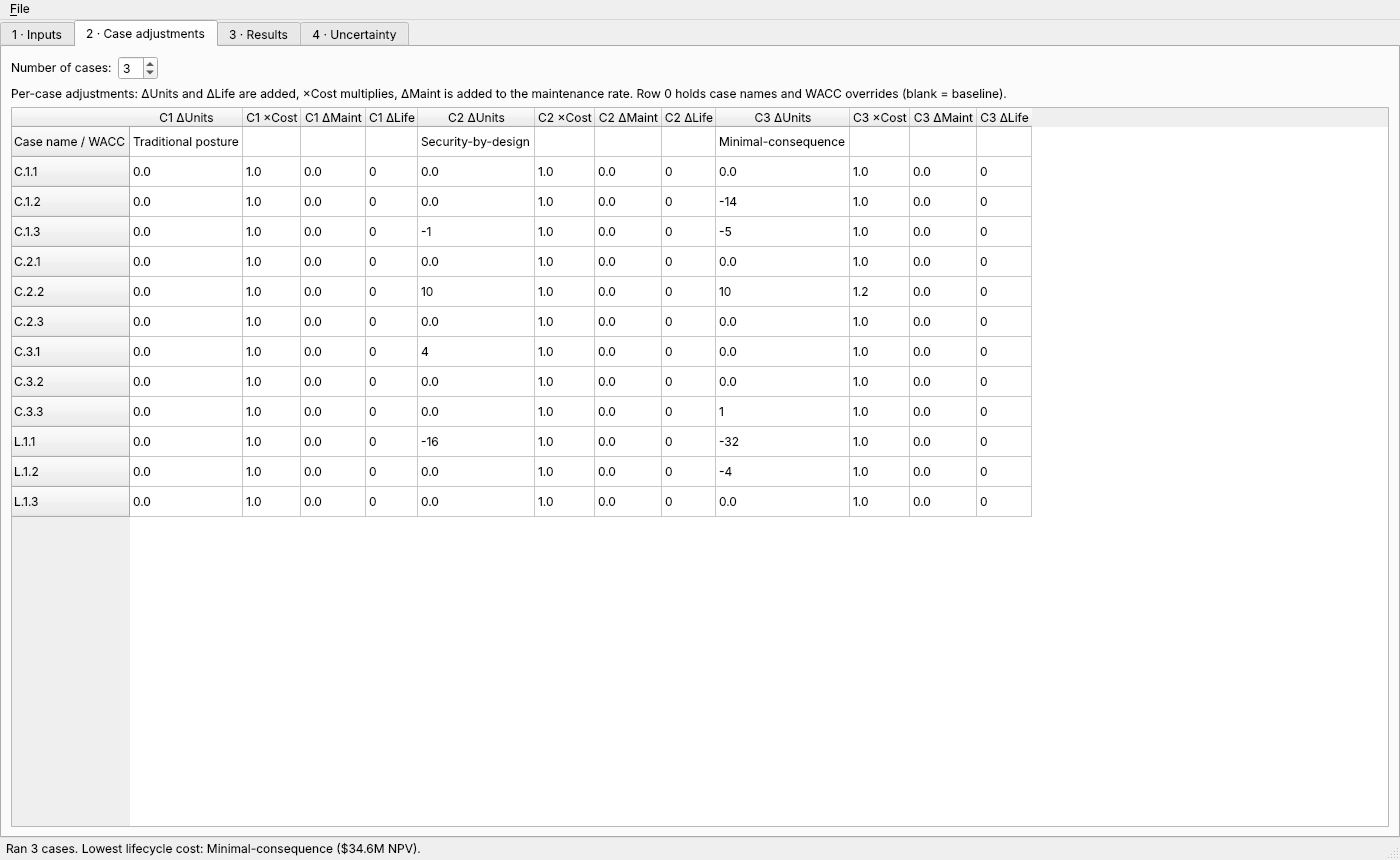 File
1 · Inputs 2 · Case adjustments 3 · Results 4 · Uncertainty
Number of cases: 3
Per-case adjustments: ΔUnits and ΔLife are added, ×Cost multiplies, ΔMaint is added to the maintenance rate. Row 0 holds case names and WACC overrides (blank = baseline).
C1 ΔUnits C1 ×Cost C1 ΔMaint C1 ΔLife C2 ΔUnits C2 ×Cost C2 ΔMaint C2 ΔLife C3 ΔUnits C3 ×Cost C3 ΔMaint C3 ΔLife
Case name / WACC Traditional posture Security-by-design Minimal-consequence
C.1.1 0.0 1.0 0.0 0 0.0 1.0 0.0 0 0.0 1.0 0.0 0
C.1.2 0.0 1.0 0.0 0 0.0 1.0 0.0 0 -14 1.0 0.0 0
C.1.3 0.0 1.0 0.0 0 -1 1.0 0.0 0 -5 1.0 0.0 0
C.2.1 0.0 1.0 0.0 0 0.0 1.0 0.0 0 0.0 1.0 0.0 0
C.2.2 0.0 1.0 0.0 0 10 1.0 0.0 0 10 1.2 0.0 0
C.2.3 0.0 1.0 0.0 0 0.0 1.0 0.0 0 0.0 1.0 0.0 0
C.3.1 0.0 1.0 0.0 0 4 1.0 0.0 0 0.0 1.0 0.0 0
C.3.2 0.0 1.0 0.0 0 0.0 1.0 0.0 0 0.0 1.0 0.0 0
C.3.3 0.0 1.0 0.0 0 0.0 1.0 0.0 0 1 1.0 0.0 0
L.1.1 0.0 1.0 0.0 0 -16 1.0 0.0 0 -32 1.0 0.0 0
L.1.2 0.0 1.0 0.0 0 0.0 1.0 0.0 0 -4 1.0 0.0 0
L.1.3 0.0 1.0 0.0 0 0.0 1.0 0.0 0 0.0 1.0 0.0 0
Ran 3 cases. Lowest lifecycle cost: Minimal-consequence ($34.6M NPV).